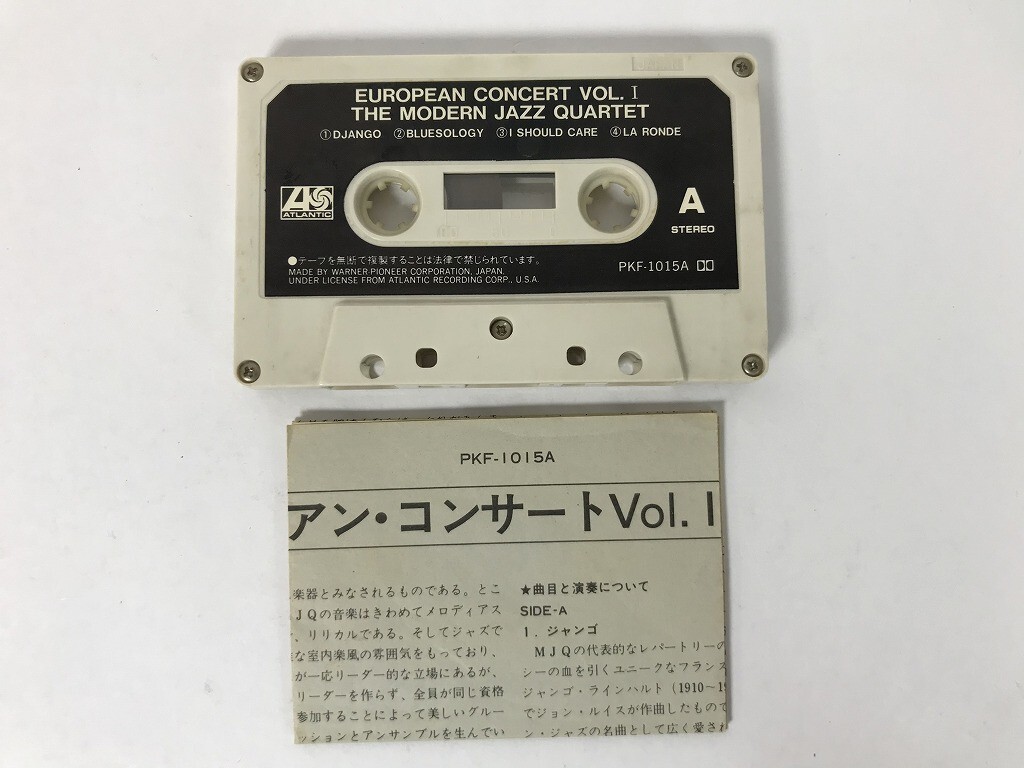 EUROPEAN CONCERT VOL. I
THE MODERN JAZZ QUARTET
①DJANGO ②BLUESOLOGY ③I SHOULD CARE ④LA RONDE
ATLANTIC
A
STEREO
●テープを無断で複製することは法律で禁じられています。
MADE BY WARNER-PIONEER CORPORATION, JAPAN.
UNDER LICENSE FROM ATLANTIC RECORDING CORP., U.S.A.
PKF-1015A
PKF-1015A
アン・コンサートVol. I
楽器とみなされるものである。とこ
JQの音楽はきわめてメロディアス
、リリカルである。そしてジャズで
な室内楽風の雰囲気をもっており、
が一応リーダー的な立場にあるが、
リーダーを作らず、全員が同じ資格
参加することによって美しいグルー
ッションとアンサンブルを生んでい
★曲目と演奏について
SIDE-A
1. ジャンゴ
MJQの代表的なレパートリーの
シーの血を引くユニークなフランス
ジャンゴ・ラインハルト(1910〜19
でジョン・ルイスが作曲したもので
ン・ジャズの名曲として広く愛され